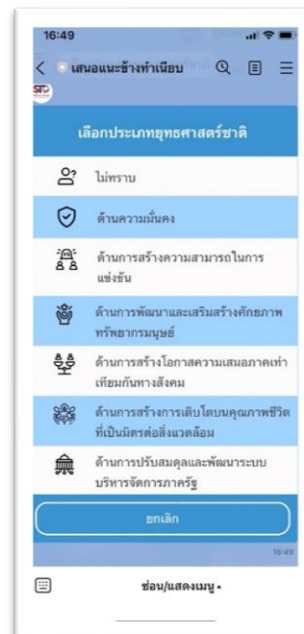 16:49
เสนอแนะข้างทำเนียบ
เลือกประเภทยุทธศาสตร์ชาติ
ไม่ทราบ
ด้านความมั่นคง
ด้านการสร้างความสามารถในการ
แข่งขัน
ด้านการพัฒนาและเสริมสร้างศักยภาพ
ทรัพยากรมนุษย์
ด้านการสร้างโอกาสความเสมอภาคเท่า
เทียมกันทางสังคม
ด้านการสร้างการเติบโตบนคุณภาพชีวิต
ที่เป็นมิตรต่อสิ่งแวดล้อม
ด้านการปรับสมดุลและพัฒนาระบบ
บริหารจัดการภาครัฐ
ยกเลิก
16:49
ซ่อน/แสดงเมนู